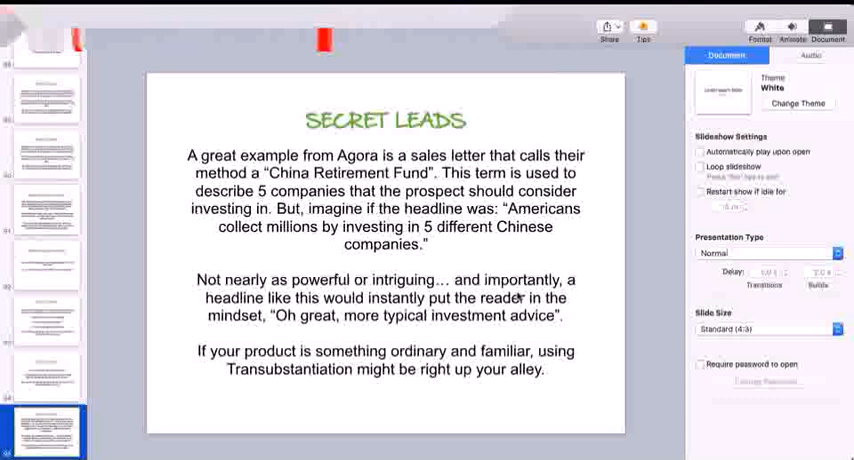 Share
Tips
Format
Animate
Document
Document
Audio
Theme
White
Change Theme
SECRET LEADS
A great example from Agora is a sales letter that calls their
method a “China Retirement Fund”. This term is used to
describe 5 companies that the prospect should consider
investing in. But, imagine if the headline was: “Americans
collect millions by investing in 5 different Chinese
companies.”
Not nearly as powerful or intriguing... and importantly, a
headline like this would instantly put the reader in the
mindset, “Oh great, more typical investment advice”.
If your product is something ordinary and familiar, using
Transubstantiation might be right up your alley.
Slideshow Settings
Automatically play upon open
Loop slideshow
Restart show if idle for
Presentation Type
Normal
Delay:
Transitions
Builds
Slide Size
Standard (4:3)
Require password to open